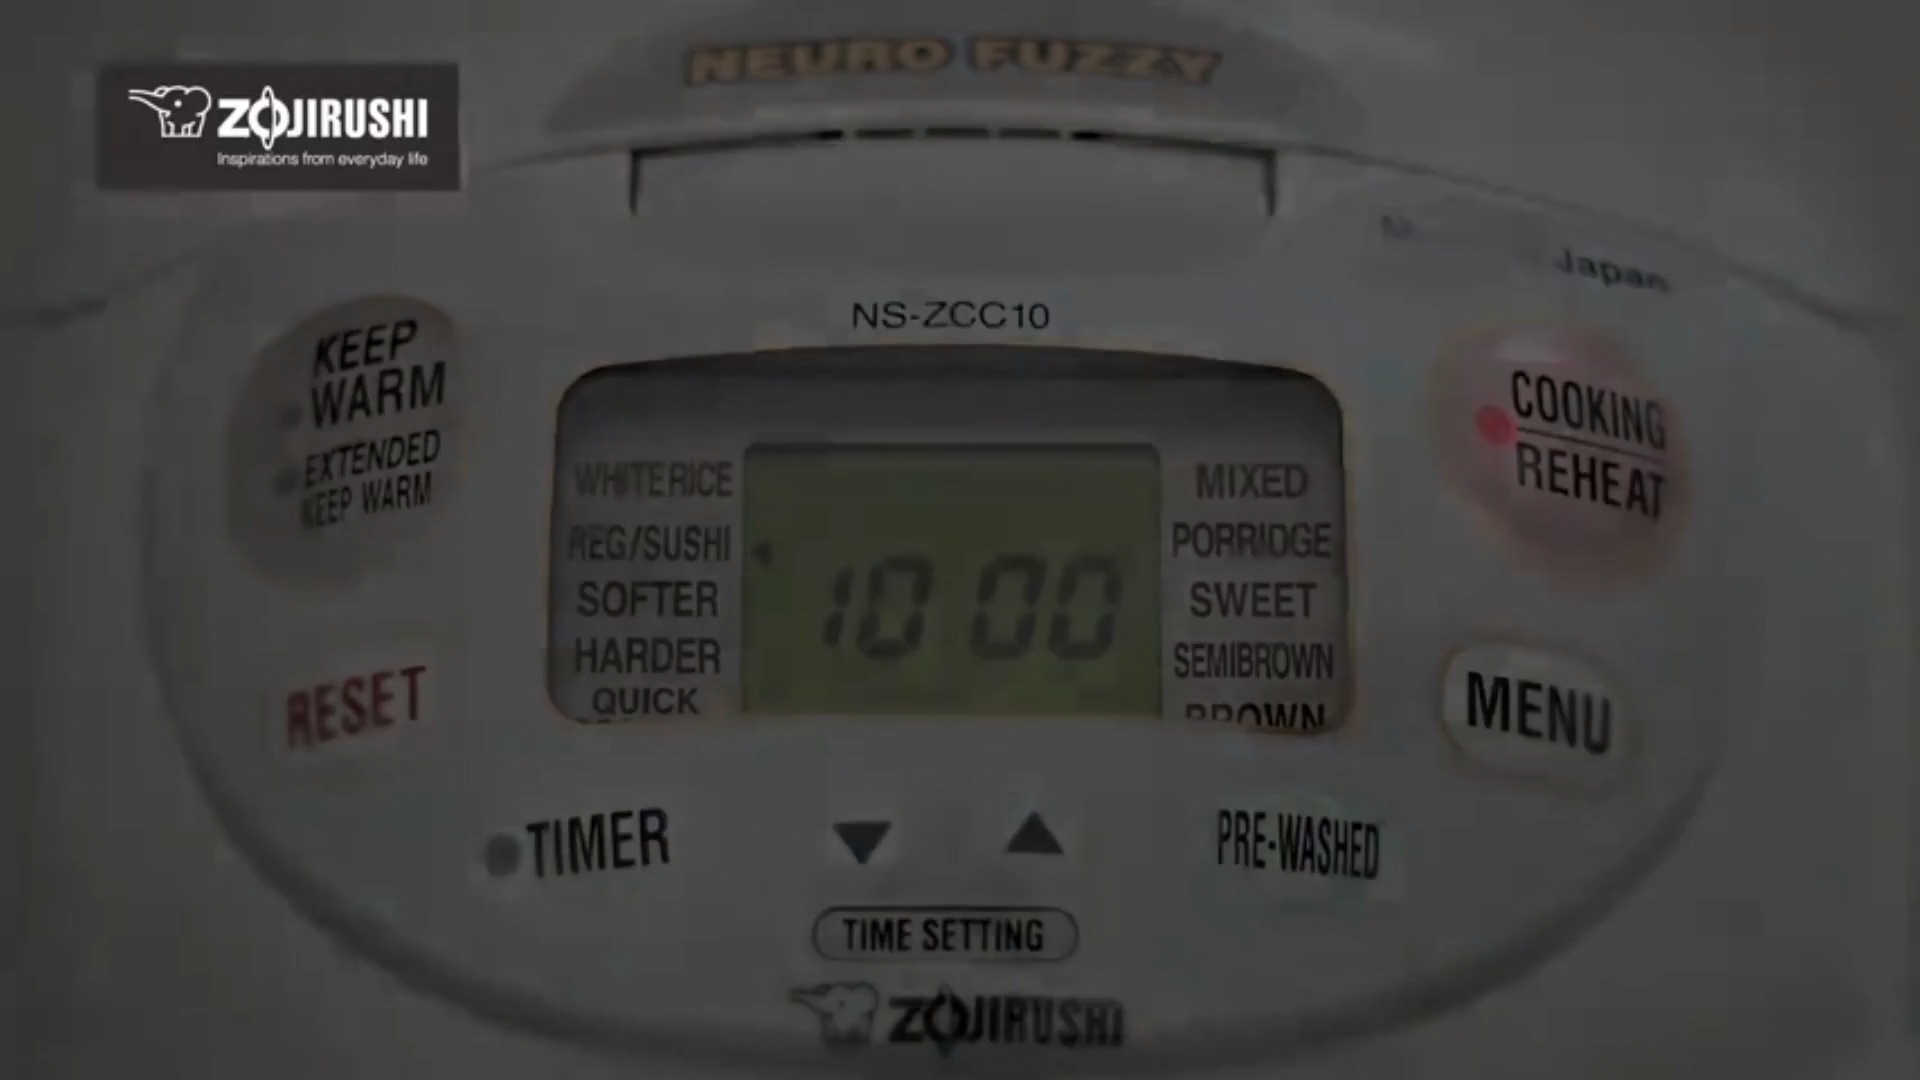 NEURO FUZZY
ZOJIRUSHI
Inspirations from everyday life
Japan
NS-ZCC10
KEEP
WARM
EXTENDED
KEEP WARM
COOKING
REHEAT
WHITE RICE
REG/SUSHI
SOFTER
HARDER
QUICK
10 00
MIXED
PORRIDGE
SWEET
SEMIBROWN
BROWN
RESET
MENU
TIMER
PRE-WASHED
TIME SETTING
ZOJIRUSHI